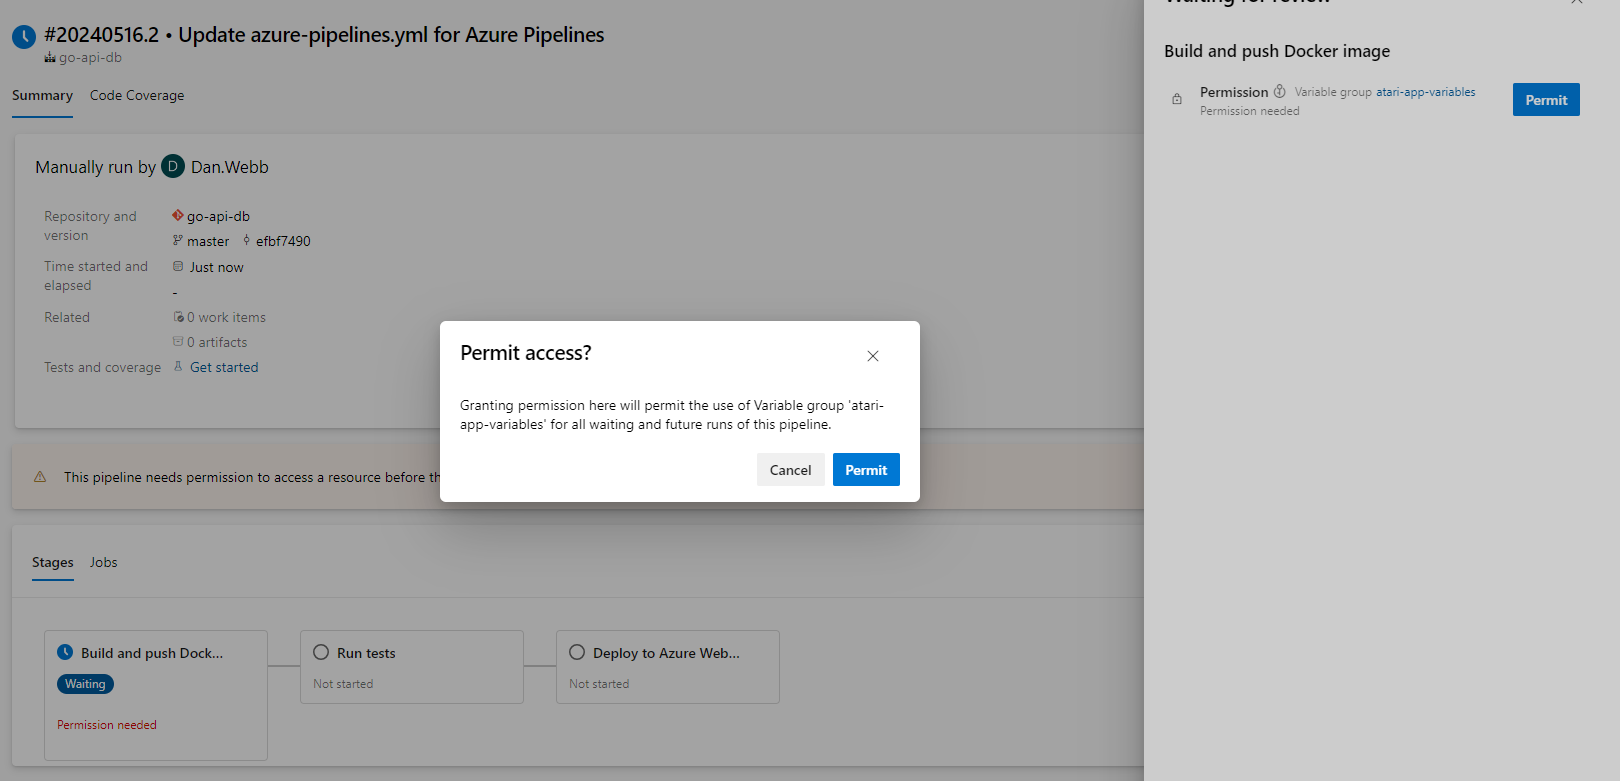 #20240516.2 • Update azure-pipelines.yml for Azure Pipelines
go-api-db
Summary
Code Coverage
Manually run by D Dan.Webb
Repository and version
go-api-db
master
efbf7490
Time started and elapsed
Just now
-
Related
0 work items
0 artifacts
Tests and coverage
Get started
This pipeline needs permission to access a resource before
Stages
Jobs
Build and push Dock...
Waiting
Permission needed
Run tests
Not started
Deploy to Azure Web...
Not started
Permit access?
Granting permission here will permit the use of Variable group 'atari-
app-variables' for all waiting and future runs of this pipeline.
Cancel
Permit
Waiting for review
Build and push Docker image
Permission
Variable group atari-app-variables
Permission needed
Permit